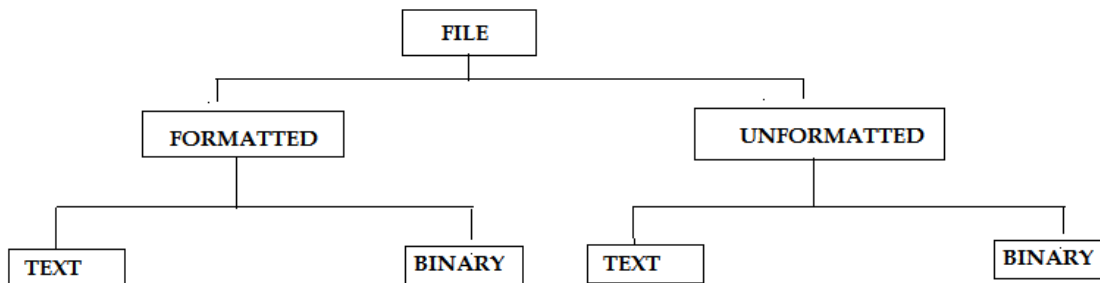 FILE
FORMATTED
UNFORMATTED
TEXT
BINARY
TEXT
BINARY